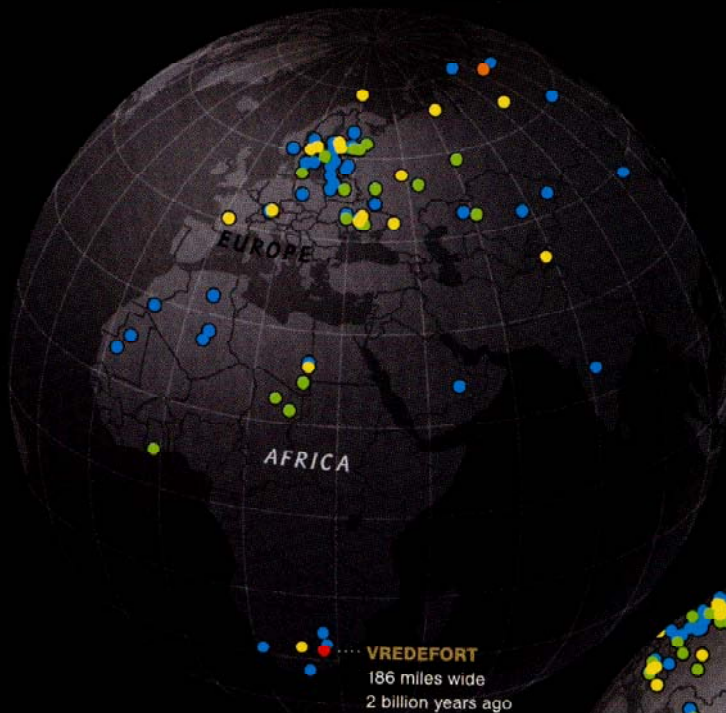 EUROPE
AFRICA
VREDEFORT
186 miles wide
2 billion years ago